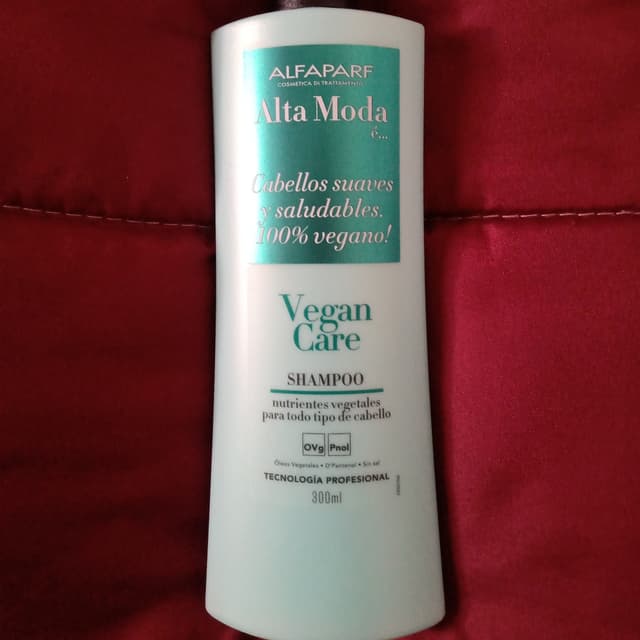 ALFAPARF
COSMETICA DI TRATTAMENTO
Alta Moda
é...
Cabellos suaves
y saludables.
100% vegano!
Vegan
Care
SHAMPOO
nutrientes vegetales
para todo tipo de cabello
OVg Pnol
Óleos Vegetales • D'Pantenol • Sin sal
TECNOLOGÍA PROFESIONAL
300ml